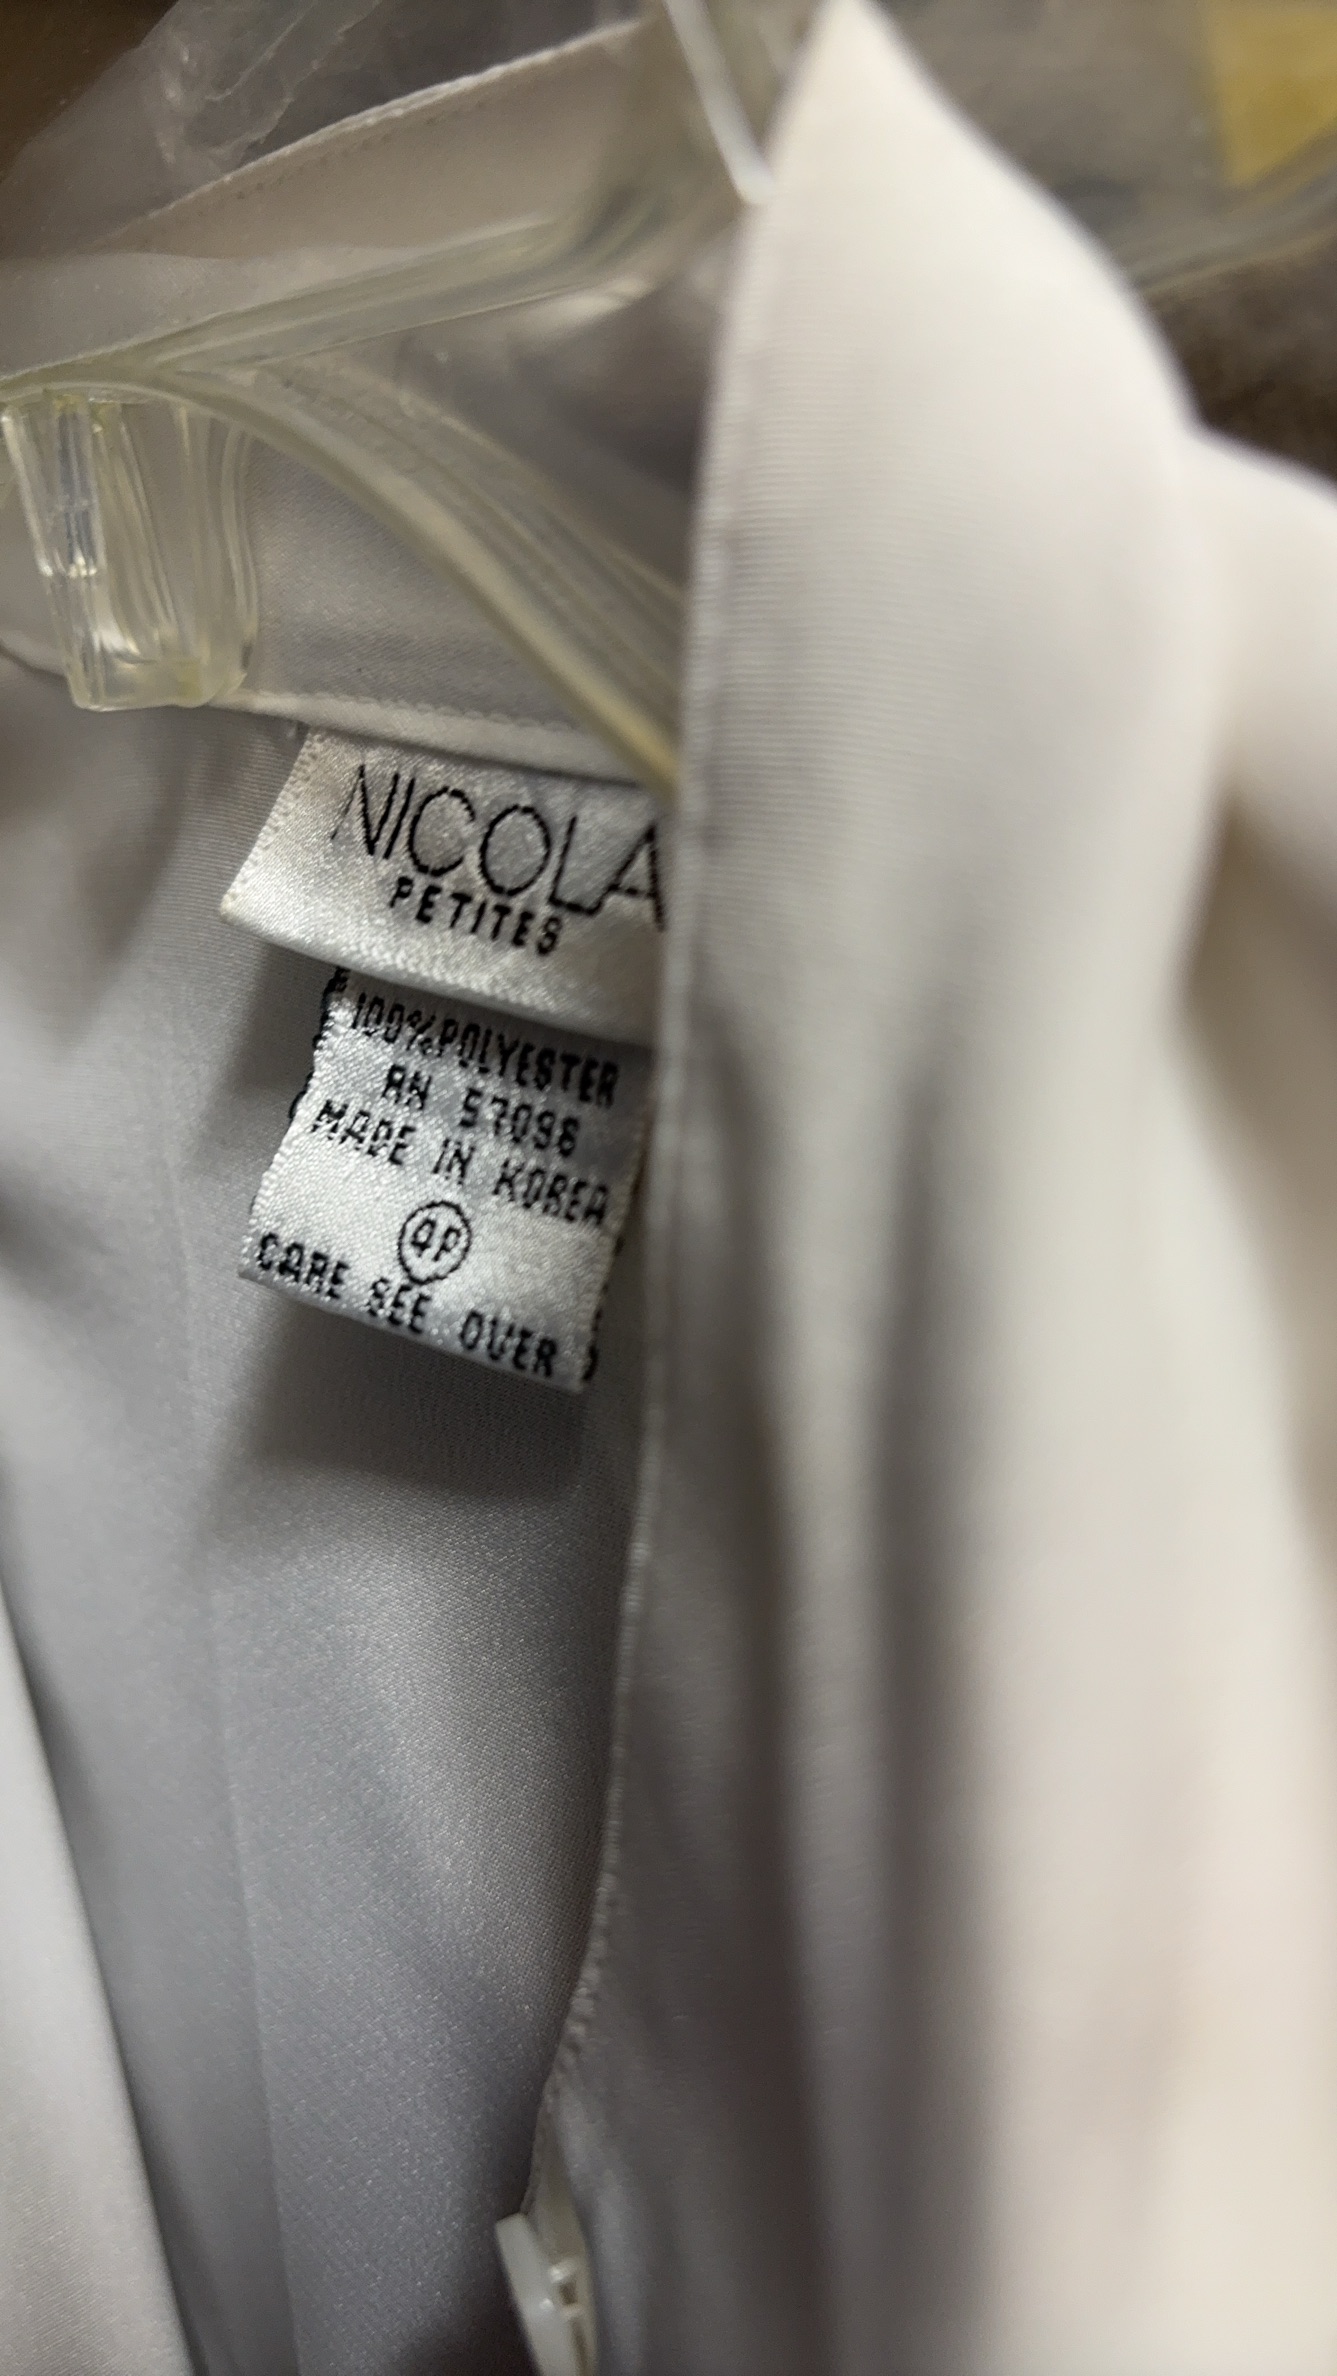 NICOLA
PETITES
100% POLYESTER
RN 57098
MADE IN KOREA
4P
CARE SEE OVER